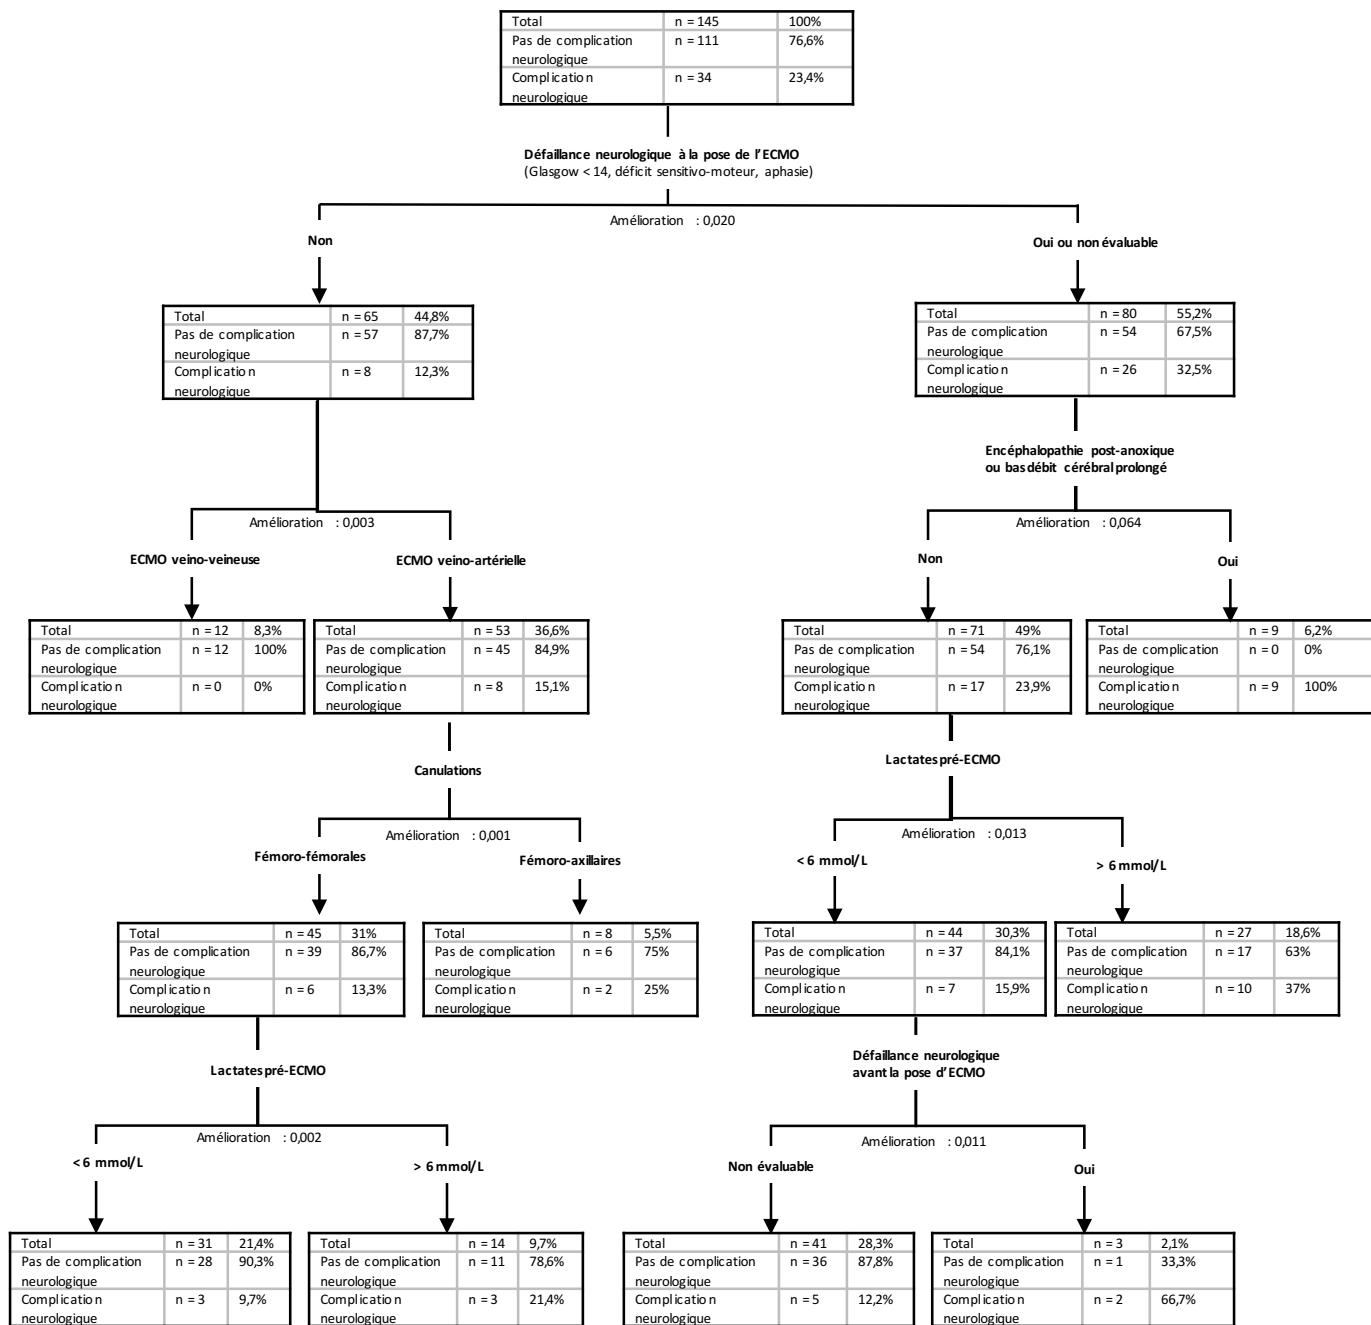 Total n = 145 100%
Pas de complication n = 111 76,6%
neurologique
Complication n = 34 23,4%
neurologique
Défaillance neurologique à la pose de l'ECMO
(Glasgow < 14, déficit sensitivo-moteur, aphasie)
Amélioration : 0,020
Non
Oui ou non évaluable
Total n = 65 44,8%
Pas de complication n = 57 87,7%
neurologique
Complication n = 8 12,3%
neurologique
Total n = 80 55,2%
Pas de complication n = 54 67,5%
neurologique
Complication n = 26 32,5%
neurologique
Encéphalopathie post-anoxique
ou bas débit cérébral prolongé
Amélioration : 0,003
Amélioration : 0,064
ECMO veino-veineuse
ECMO veino-artérielle
Non
Oui
Total n = 12 8,3%
Pas de complication n = 12 100%
neurologique
Complication n = 0 0%
neurologique
Total n = 53 36,6%
Pas de complication n = 45 84,9%
neurologique
Complication n = 8 15,1%
neurologique
Total n = 71 49%
Pas de complication n = 54 76,1%
neurologique
Complication n = 17 23,9%
neurologique
Total n = 9 6,2%
Pas de complication n = 0 0%
neurologique
Complication n = 9 100%
neurologique
Canulations
Lactates pré-ECMO
Amélioration : 0,001
Amélioration : 0,013
Fémoro-fémorales
Fémoro-axillaires
< 6 mmol/L
> 6 mmol/L
Total n = 45 31%
Pas de complication n = 39 86,7%
neurologique
Complication n = 6 13,3%
neurologique
Total n = 8 5,5%
Pas de complication n = 6 75%
neurologique
Complication n = 2 25%
neurologique
Total n = 44 30,3%
Pas de complication n = 37 84,1%
neurologique
Complication n = 7 15,9%
neurologique
Total n = 27 18,6%
Pas de complication n = 17 63%
neurologique
Complication n = 10 37%
neurologique
Lactates pré-ECMO
Défaillance neurologique
avant la pose d'ECMO
Amélioration : 0,002
Amélioration : 0,011
< 6 mmol/L
> 6 mmol/L
Non évaluable
Oui
Total n = 31 21,4%
Pas de complication n = 28 90,3%
neurologique
Complication n = 3 9,7%
neurologique
Total n = 14 9,7%
Pas de complication n = 11 78,6%
neurologique
Complication n = 3 21,4%
neurologique
Total n = 41 28,3%
Pas de complication n = 36 87,8%
neurologique
Complication n = 5 12,2%
neurologique
Total n = 3 2,1%
Pas de complication n = 1 33,3%
neurologique
Complication n = 2 66,7%
neurologique